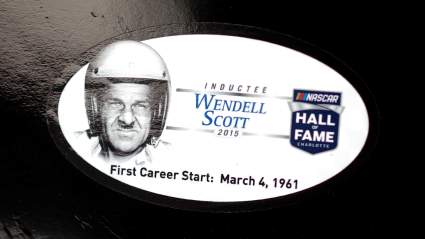 INDUCTEE
WENDELL
SCOTT
2015
NASCAR
HALL
OF
FAME
CHARLOTTE
First Career Start: March 4, 1961